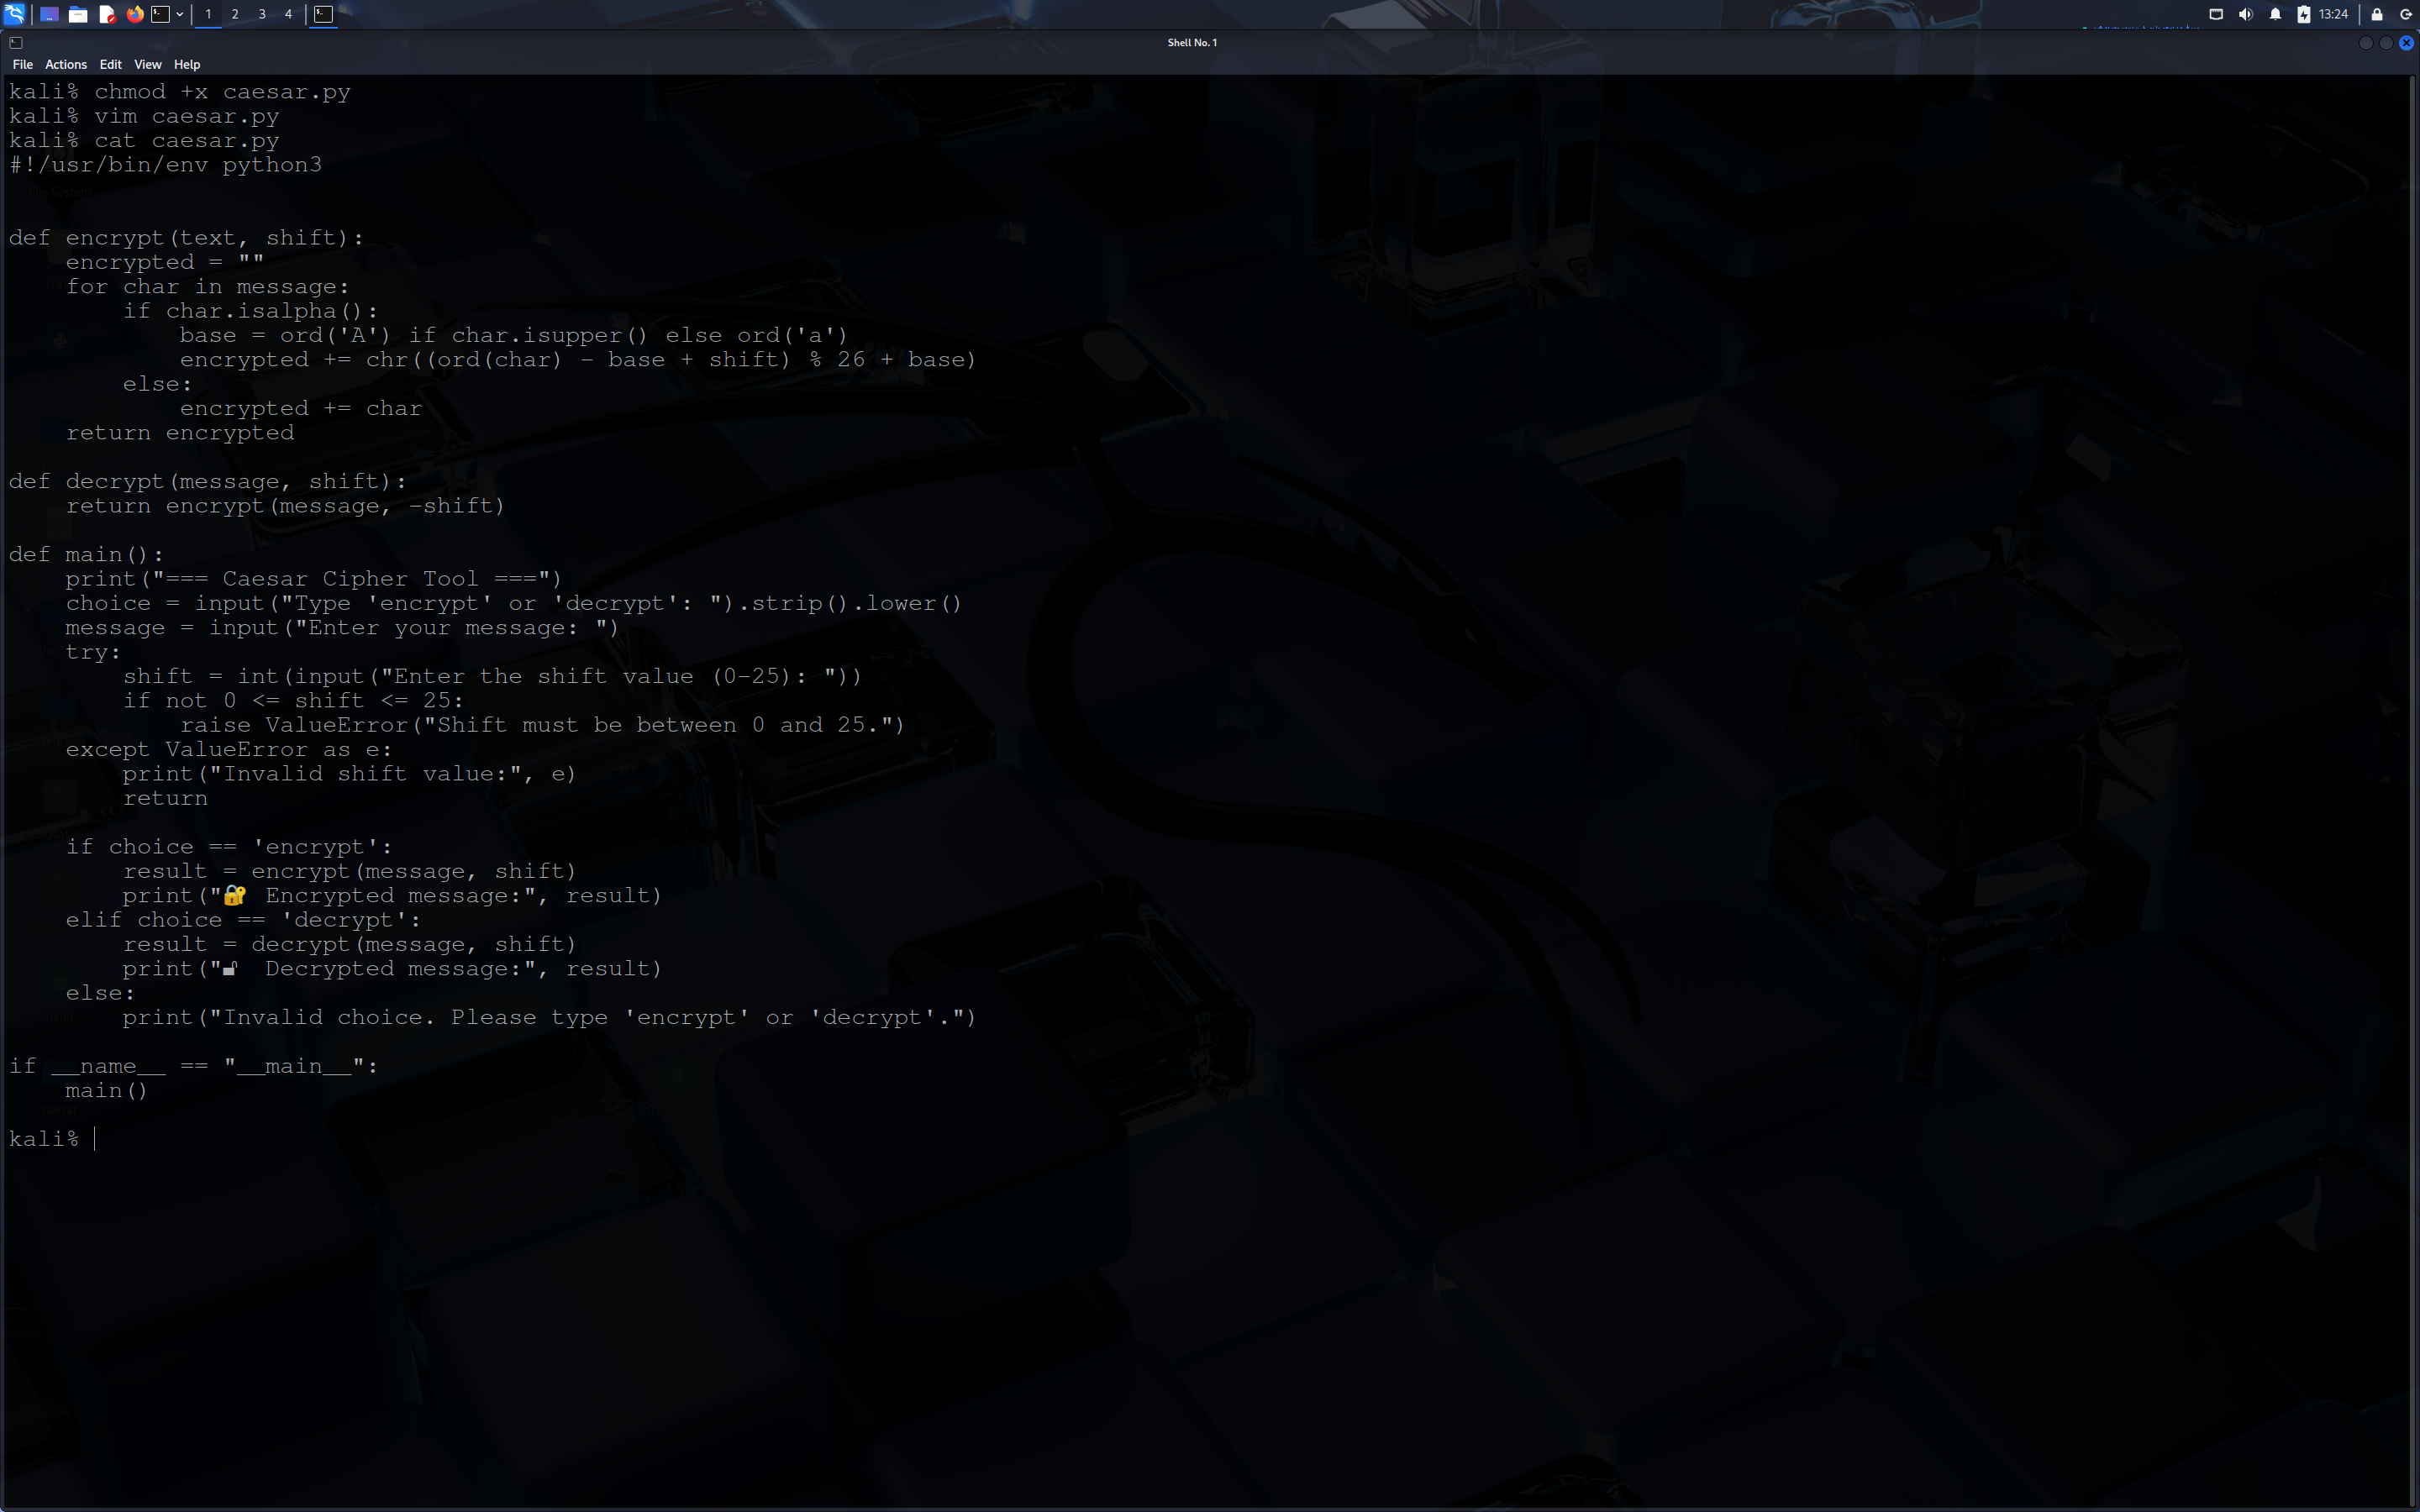 1 2 3 4 13:24
Shell No. 1
File Actions Edit View Help
kali% chmod +x caesar.py
kali% vim caesar.py
kali% cat caesar.py
#!/usr/bin/env python3
def encrypt(text, shift):
    encrypted = ""
    for char in message:
        if char.isalpha():
            base = ord('A') if char.isupper() else ord('a')
            encrypted += chr((ord(char) - base + shift) % 26 + base)
        else:
            encrypted += char
    return encrypted
def decrypt(message, shift):
    return encrypt(message, -shift)
def main():
    print("=== Caesar Cipher Tool ===")
    choice = input("Type 'encrypt' or 'decrypt': ").strip().lower()
    message = input("Enter your message: ")
    try:
        shift = int(input("Enter the shift value (0-25): "))
        if not 0 <= shift <= 25:
            raise ValueError("Shift must be between 0 and 25.")
    except ValueError as e:
        print("Invalid shift value:", e)
        return
    if choice == 'encrypt':
        result = encrypt(message, shift)
        print("🔐 Encrypted message:", result)
    elif choice == 'decrypt':
        result = decrypt(message, shift)
        print("🔓 Decrypted message:", result)
    else:
        print("Invalid choice. Please type 'encrypt' or 'decrypt'.")
if __name__ == "__main__":
    main()
kali%